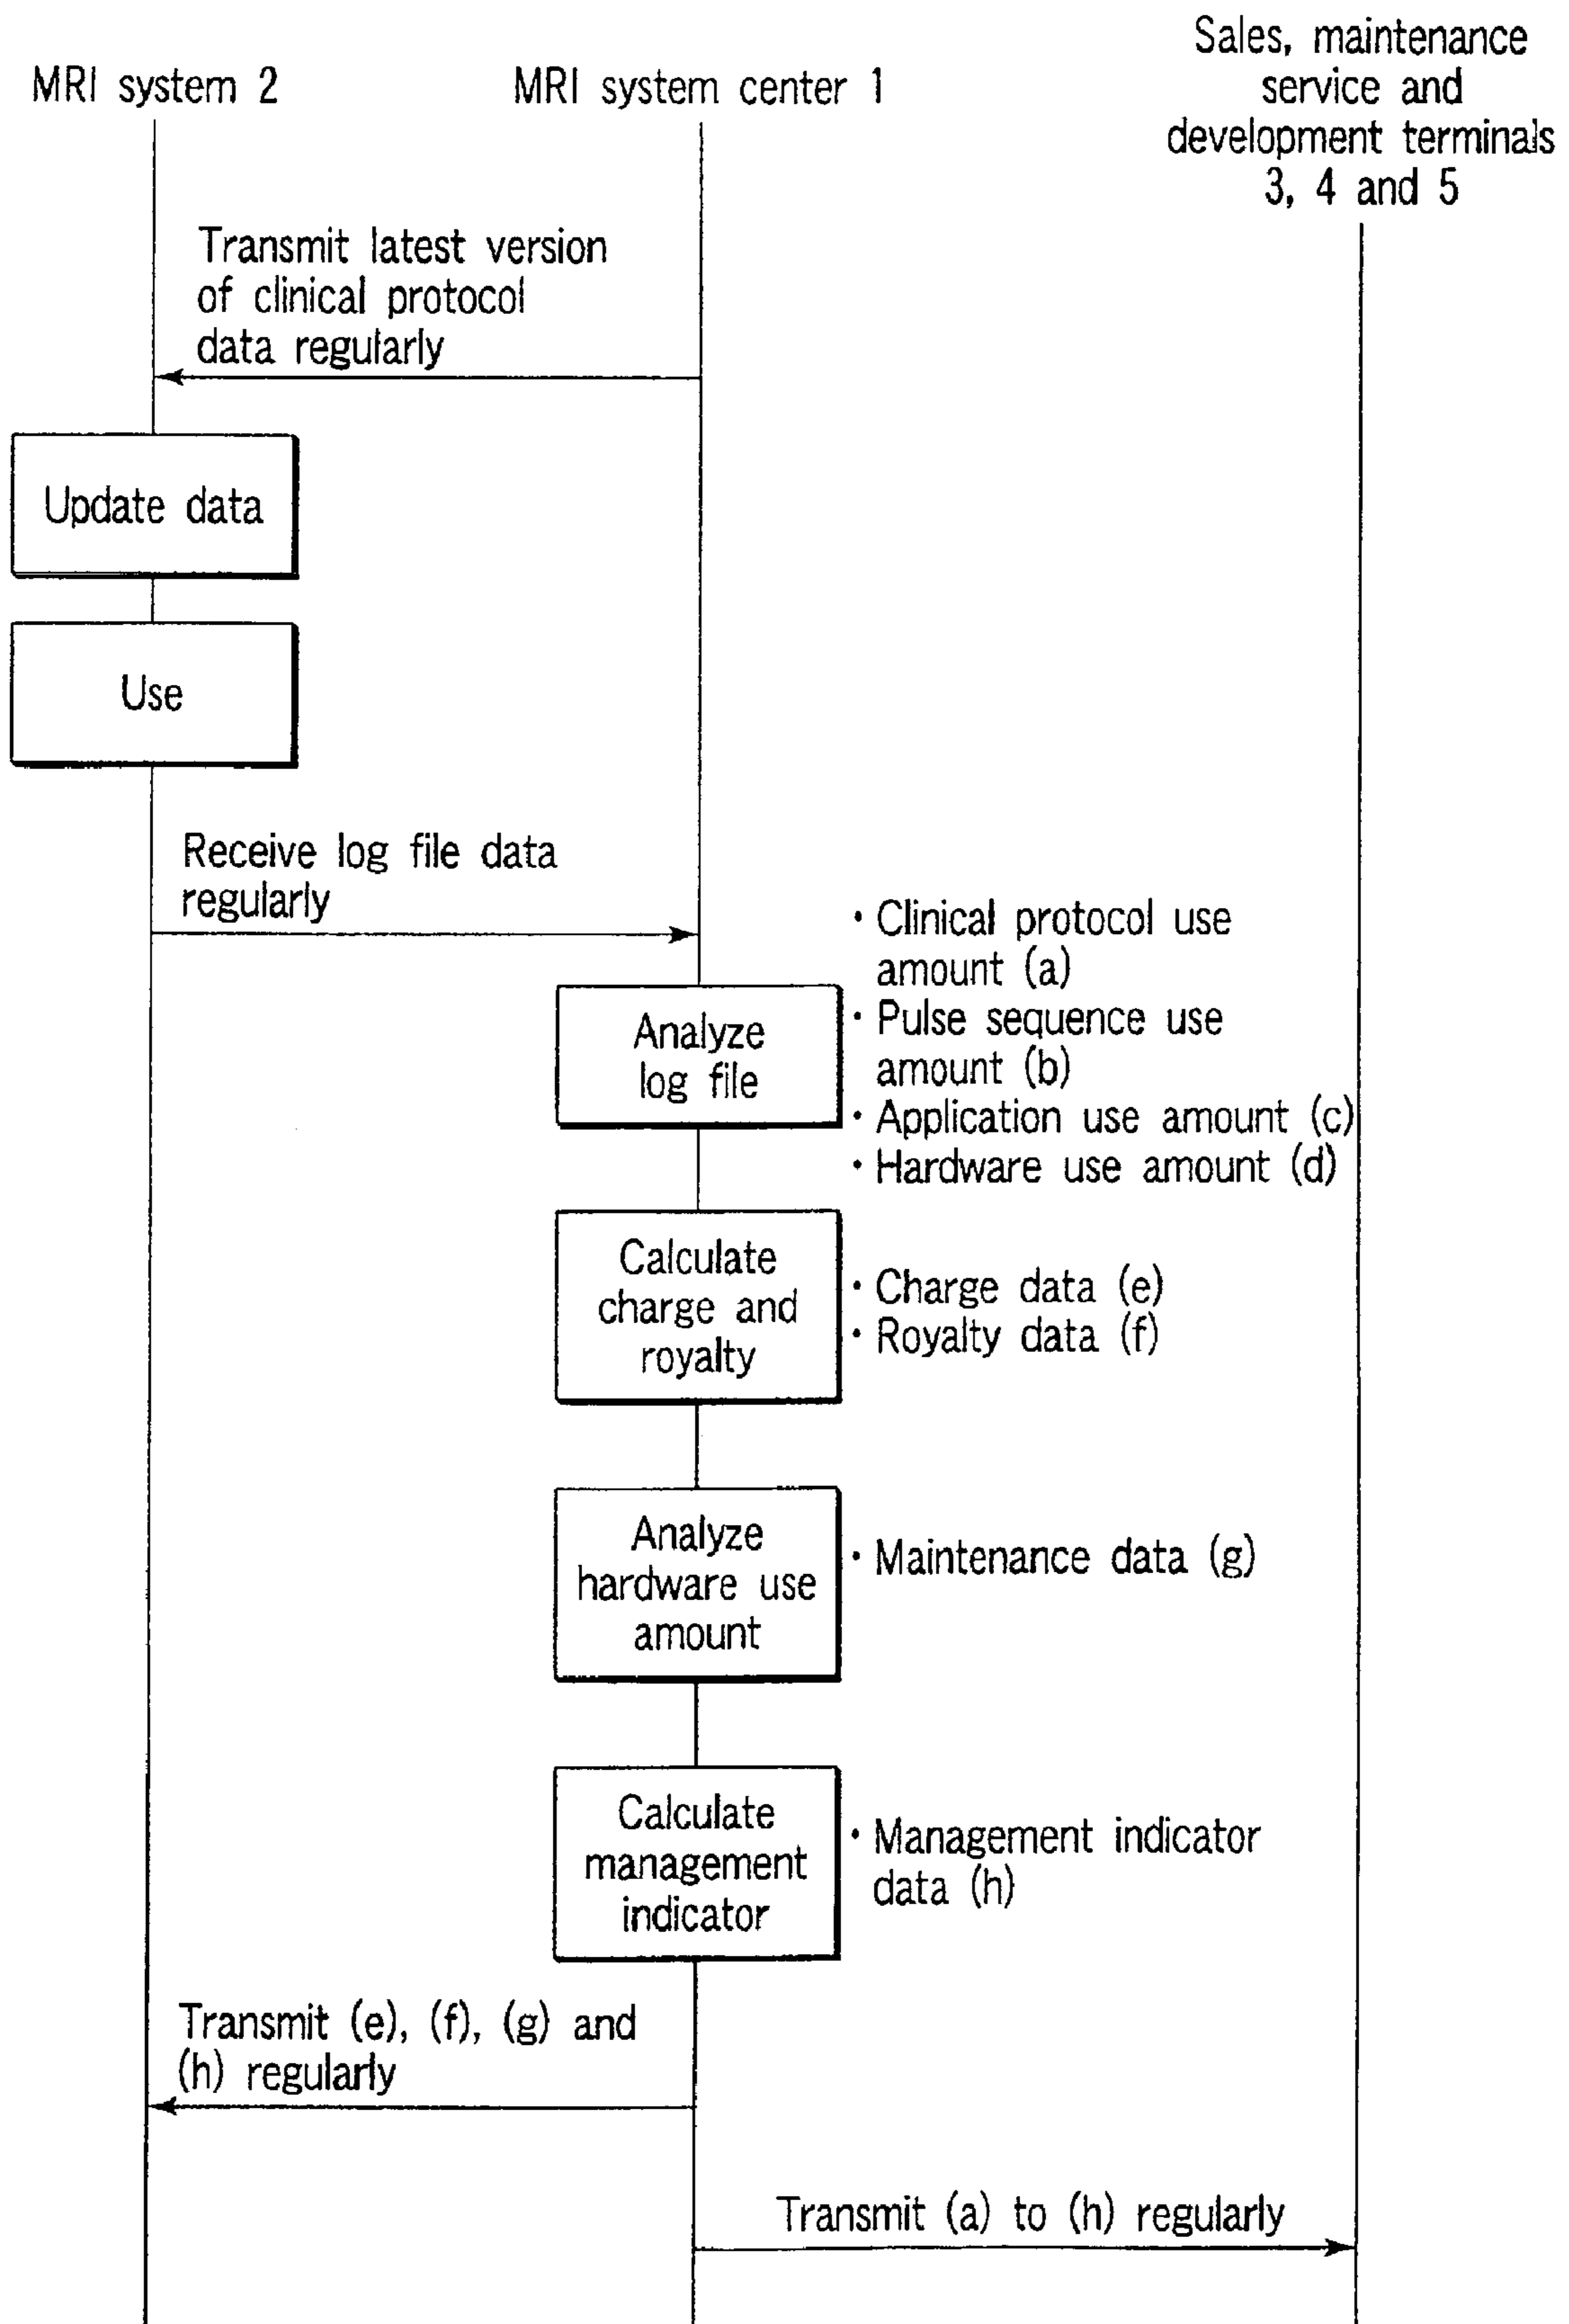 MRI system 2
MRI system center 1
Sales, maintenance
service and
development terminals
3, 4 and 5
Transmit latest version
of clinical protocol
data regularly
Update data
Use
Receive log file data
regularly
Analyze
log file
· Clinical protocol use
amount (a)
· Pulse sequence use
amount (b)
· Application use amount (c)
· Hardware use amount (d)
Calculate
charge and
royalty
· Charge data (e)
· Royalty data (f)
Analyze
hardware use
amount
· Maintenance data (g)
Calculate
management
indicator
· Management indicator
data (h)
Transmit (e), (f), (g) and
(h) regularly
Transmit (a) to (h) regularly